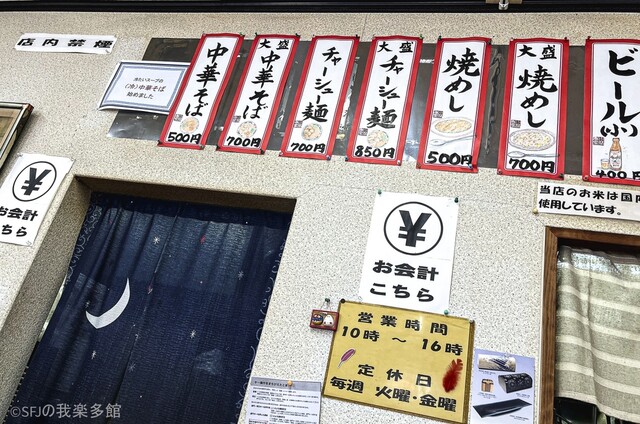 店内禁煙
冷たいスープの
(冷)中華そば
始めました
中華そば
500円
大盛
中華そば
700円
チャーシュー麺
700円
大盛
チャーシュー麺
850円
焼めし
500円
大盛
焼めし
700円
ビール
小
400円
当店のお米は国
使用しています。
¥
お会計
こちら
¥
お会計
こちら
営業時間
10時 ～ 16時
定休日
毎週 火曜・金曜
©SFJの我楽多館